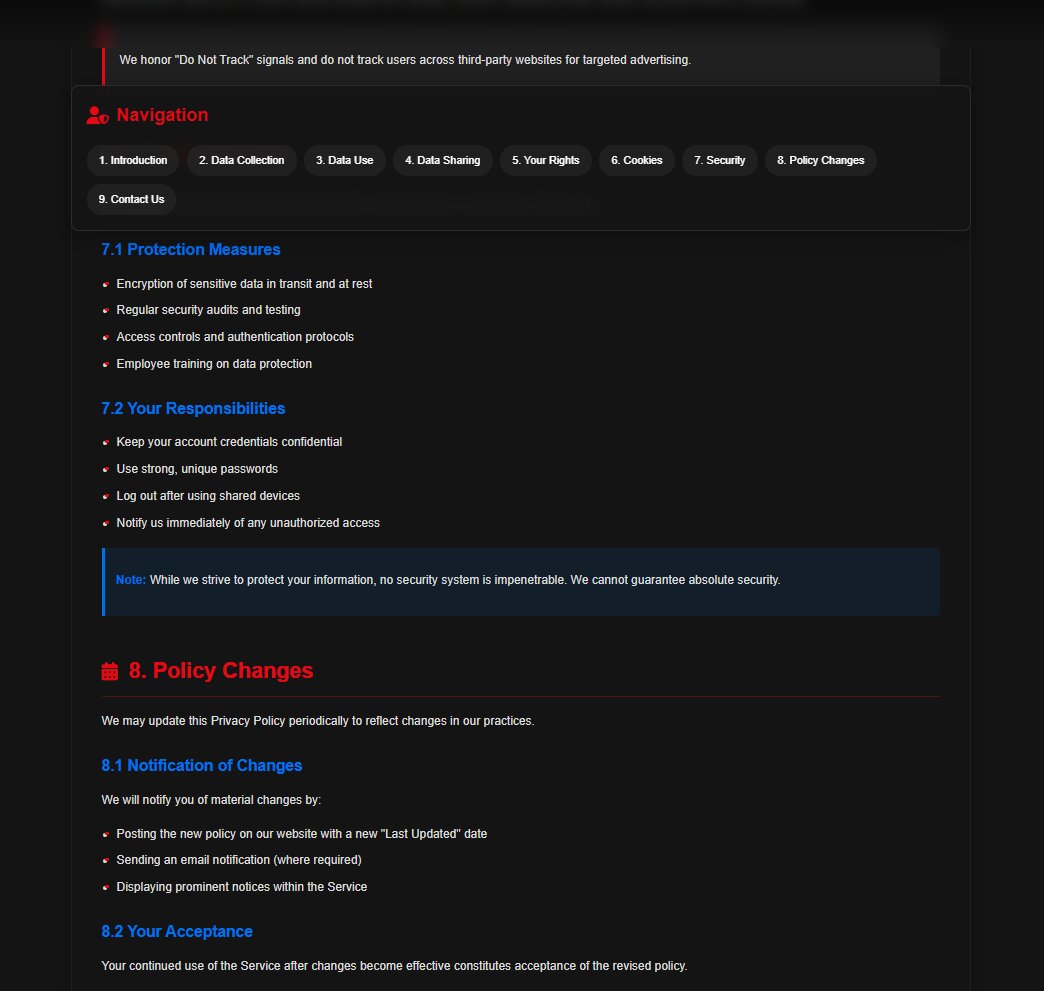 We honor "Do Not Track" signals and do not track users across third-party websites for targeted advertising.
Navigation
1. Introduction
2. Data Collection
3. Data Use
4. Data Sharing
5. Your Rights
6. Cookies
7. Security
8. Policy Changes
9. Contact Us
7.1 Protection Measures
Encryption of sensitive data in transit and at rest
Regular security audits and testing
Access controls and authentication protocols
Employee training on data protection
7.2 Your Responsibilities
Keep your account credentials confidential
Use strong, unique passwords
Log out after using shared devices
Notify us immediately of any unauthorized access
Note: While we strive to protect your information, no security system is impenetrable. We cannot guarantee absolute security.
8. Policy Changes
We may update this Privacy Policy periodically to reflect changes in our practices.
8.1 Notification of Changes
We will notify you of material changes by:
Posting the new policy on our website with a new "Last Updated" date
Sending an email notification (where required)
Displaying prominent notices within the Service
8.2 Your Acceptance
Your continued use of the Service after changes become effective constitutes acceptance of the revised policy.